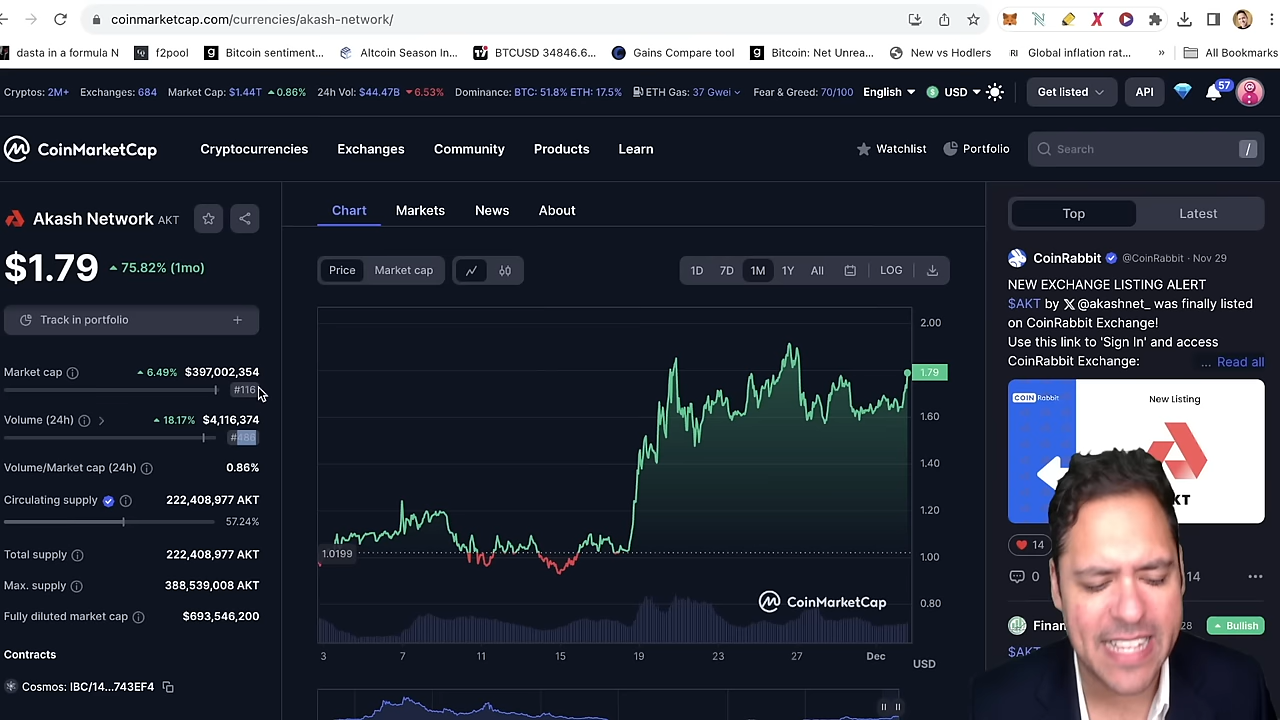 coinmarketcap.com/currencies/akash-network/
dasta in a formula N
f2pool
Bitcoin sentiment...
Altcoin Season In...
BTCUSD 34846.6...
Gains Compare tool
Bitcoin: Net Unrea...
New vs Hodlers
RI Global inflation rat...
»
All Bookmarks
Cryptos: 2M+ Exchanges: 684 Market Cap: $1.44T 0.86% 24h Vol: $44.47B 6.53% Dominance: BTC: 51.8% ETH: 17.5% ETH Gas: 37 Gwei Fear & Greed: 70/100
English
USD
Get listed
API
57
CoinMarketCap
Cryptocurrencies
Exchanges
Community
Products
Learn
Watchlist
Portfolio
Search
/
Akash Network AKT
$1.79 75.82% (1mo)
Track in portfolio +
Market cap 6.49% $397,002,354
#116
Volume (24h) 18.17% $4,116,374
#486
Volume/Market cap (24h) 0.86%
Circulating supply 222,408,977 AKT
57.24%
Total supply 222,408,977 AKT
Max. supply 388,539,008 AKT
Fully diluted market cap $693,546,200
Contracts
Cosmos: IBC/14...743EF4
Chart
Markets
News
About
Price
Market cap
1D
7D
1M
1Y
All
LOG
2.00
1.79
1.60
1.40
1.20
1.00
0.80
1.0199
CoinMarketCap
3
7
11
15
19
23
27
Dec
USD
Top
Latest
CoinRabbit @CoinRabbit · Nov 29
NEW EXCHANGE LISTING ALERT
$AKT by X @akashnet_ was finally listed
on CoinRabbit Exchange!
Use this link to 'Sign In' and access
CoinRabbit Exchange: ... Read all
COIN Rabbit
New Listing
KT
14
0
14
Finan
28
Bullish
$AK